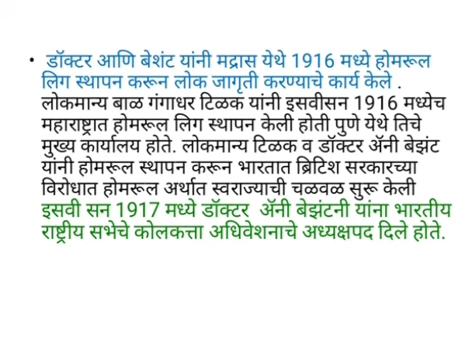 • डॉक्टर आणि बेशंट यांनी मद्रास येथे 1916 मध्ये होमरूल
लिग स्थापन करून लोक जागृती करण्याचे कार्य केले .
लोकमान्य बाळ गंगाधर टिळक यांनी इसवीसन 1916 मध्येच
महाराष्ट्रात होमरूल लिग स्थापन केली होती पुणे येथे तिचे
मुख्य कार्यालय होते. लोकमान्य टिळक व डॉक्टर ॲनी बेझंट
यांनी होमरूल स्थापन करून भारतात ब्रिटिश सरकारच्या
विरोधात होमरूल अर्थात स्वराज्याची चळवळ सुरू केली
इसवी सन 1917 मध्ये डॉक्टर ॲनी बेझंटनी यांना भारतीय
राष्ट्रीय सभेचे कोलकत्ता अधिवेशनाचे अध्यक्षपद दिले होते.